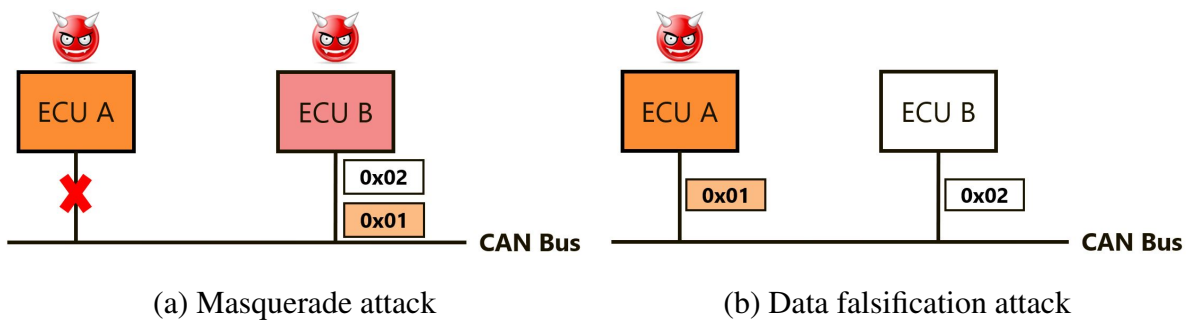 ECU A
ECU B
0x02
0x01
CAN Bus
(a) Masquerade attack
ECU A
ECU B
0x01
0x02
CAN Bus
(b) Data falsification attack